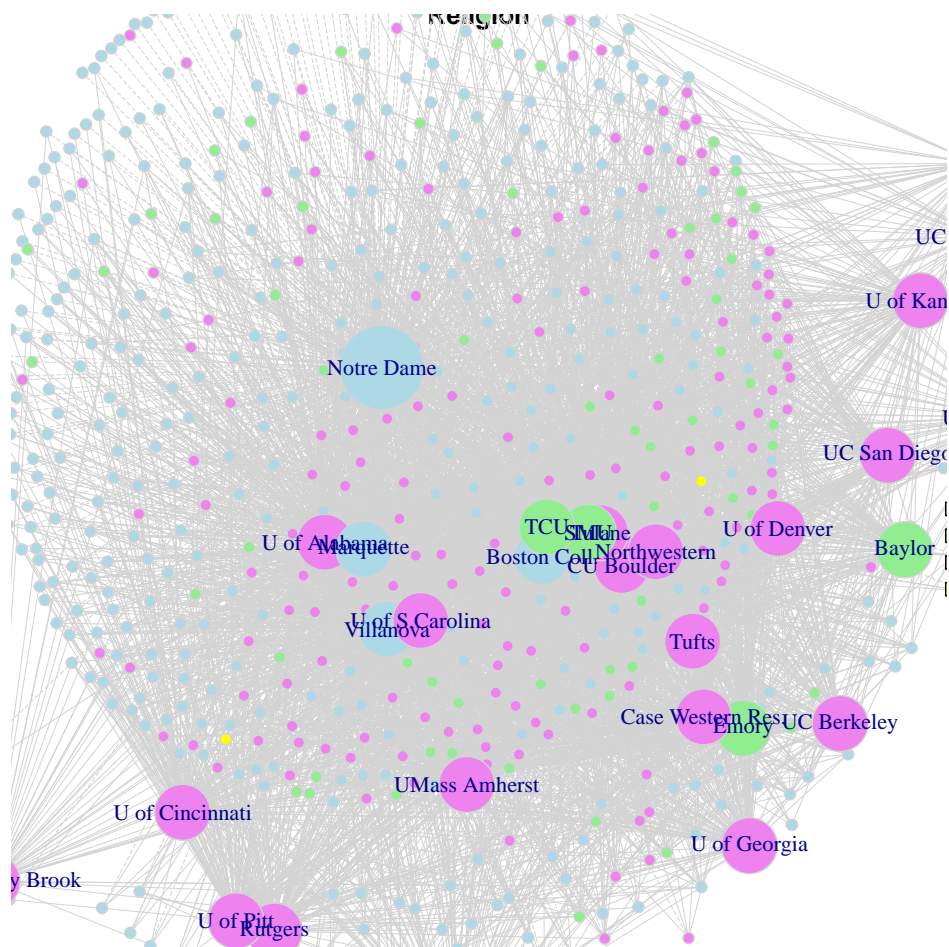 Religion
UC
U of Kan
Notre Dame
UC San Diego
U of Denver
TCU
SMU
Tulane
U of Alabama
Marquette
Boston Coll
Northwestern
CU Boulder
Baylor
U of S Carolina
Villanova
Tufts
Case Western Res
Emory
UC Berkeley
UMass Amherst
U of Cincinnati
U of Georgia
y Brook
U of Pitt
Rutgers